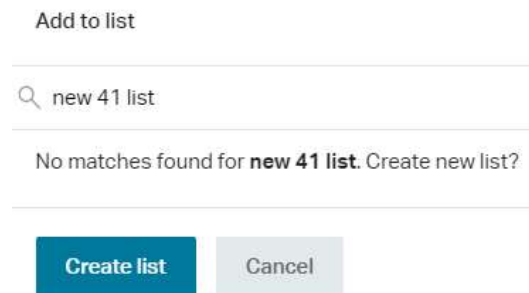 Add to list
new 41 list
No matches found for new 41 list. Create new list?
Create list
Cancel